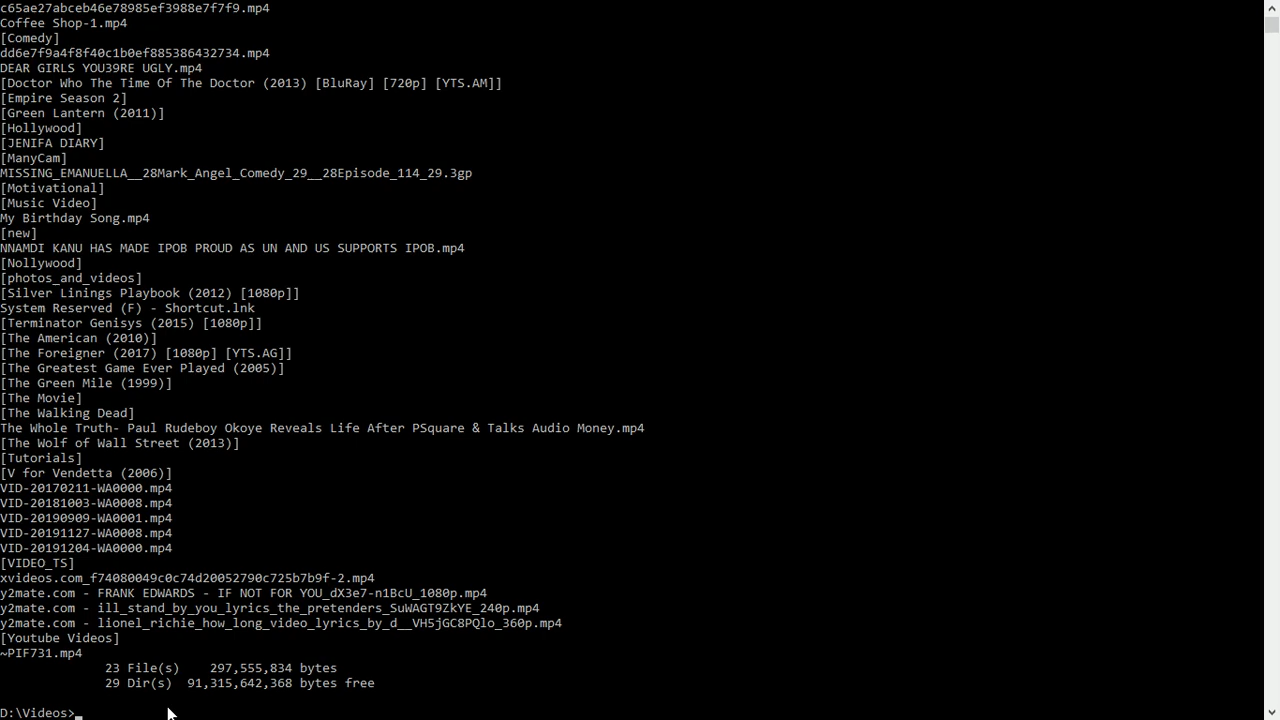 c65ae27abceb46e78985ef3988e7f7f9.mp4
Coffee Shop-1.mp4
[Comedy]
dd6e7f9a4f8f40c1b0ef885386432734.mp4
DEAR GIRLS YOU39RE UGLY.mp4
[Doctor Who The Time Of The Doctor (2013) [BluRay] [720p] [YTS.AM]]
[Empire Season 2]
[Green Lantern (2011)]
[Hollywood]
[JENIFA DIARY]
[ManyCam]
MISSING_EMANUELLA__28Mark_Angel_Comedy_29__28Episode_114_29.3gp
[Motivational]
[Music Video]
My Birthday Song.mp4
[new]
NNAMDI KANU HAS MADE IPOB PROUD AS UN AND US SUPPORTS IPOB.mp4
[Nollywood]
[photos_and_videos]
[Silver Linings Playbook (2012) [1080p]]
System Reserved (F) - Shortcut.lnk
[Terminator Genisys (2015) [1080p]]
[The American (2010)]
[The Foreigner (2017) [1080p] [YTS.AG]]
[The Greatest Game Ever Played (2005)]
[The Green Mile (1999)]
[The Movie]
[The Walking Dead]
The Whole Truth- Paul Rudeboy Okoye Reveals Life After PSquare & Talks Audio Money.mp4
[The Wolf of Wall Street (2013)]
[Tutorials]
[V for Vendetta (2006)]
VID-20170211-WA0000.mp4
VID-20181003-WA0008.mp4
VID-20190909-WA0001.mp4
VID-20191127-WA0008.mp4
VID-20191204-WA0000.mp4
[VIDEO_TS]
xvideos.com_f74080049c0c74d20052790c725b7b9f-2.mp4
y2mate.com - FRANK EDWARDS - IF NOT FOR YOU_dX3e7-n1BcU_1080p.mp4
y2mate.com - ill_stand_by_you_lyrics_the_pretenders_SuWAGT9ZkYE_240p.mp4
y2mate.com - lionel_richie_how_long_video_lyrics_by_d__VH5jGC8PQlo_360p.mp4
[Youtube Videos]
~PIF731.mp4
23 File(s) 297,555,834 bytes
29 Dir(s) 91,315,642,368 bytes free
D:\Videos>_